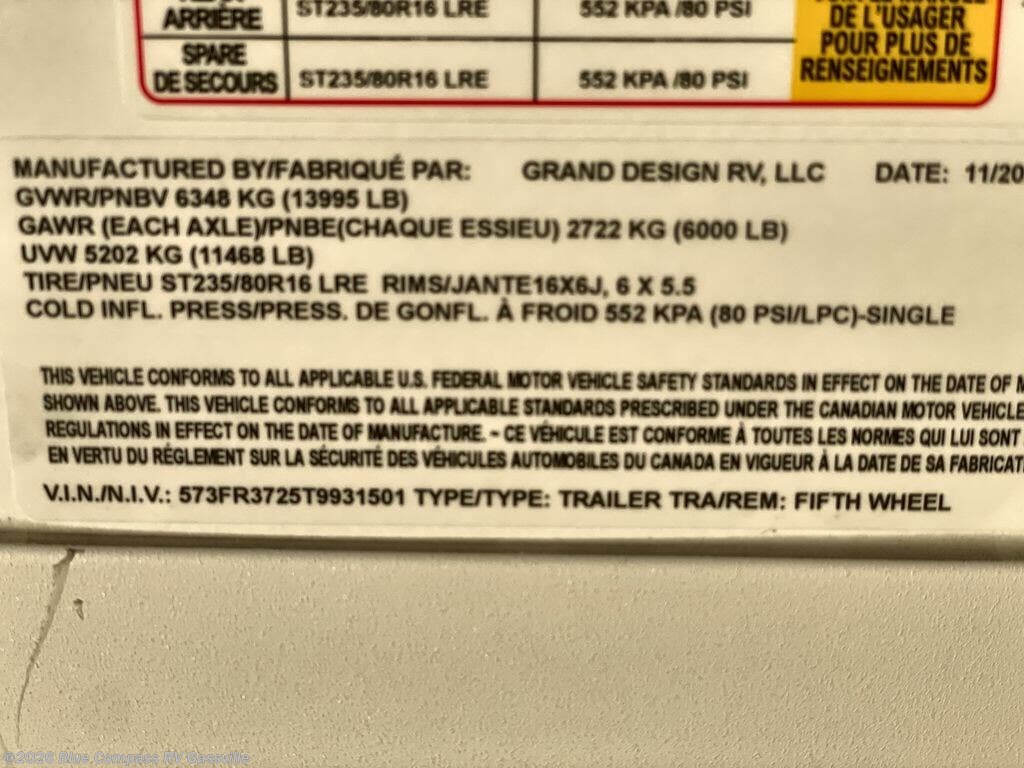 ARRIÈRE ST235/80R16 LRE 552 KPA /80 PSI DE L'USAGER
POUR PLUS DE
SPARE
DE SECOURS ST235/80R16 LRE 552 KPA /80 PSI RENSEIGNEMENTS
MANUFACTURED BY/FABRIQUÉ PAR: GRAND DESIGN RV, LLC DATE: 11/20
GVWR/PNBV 6348 KG (13995 LB)
GAWR (EACH AXLE)/PNBE(CHAQUE ESSIEU) 2722 KG (6000 LB)
UVW 5202 KG (11468 LB)
TIRE/PNEU ST235/80R16 LRE RIMS/JANTE16X6J, 6 X 5.5
COLD INFL. PRESS/PRESS. DE GONFL. À FROID 552 KPA (80 PSI/LPC)-SINGLE
THIS VEHICLE CONFORMS TO ALL APPLICABLE U.S. FEDERAL MOTOR VEHICLE SAFETY STANDARDS IN EFFECT ON THE DATE OF M
SHOWN ABOVE. THIS VEHICLE CONFORMS TO ALL APPLICABLE STANDARDS PRESCRIBED UNDER THE CANADIAN MOTOR VEHICLE
REGULATIONS IN EFFECT ON THE DATE OF MANUFACTURE. ~ CE VÉHICULE EST CONFORME À TOUTES LES NORMES QUI LUI SONT
EN VERTU DU RÉGLEMENT SUR LA SÉCURITÉ DES VÉHICULES AUTOMOBILES DU CANADA EN VIGUEUR À LA DATE DE SA FABRICATI
V.I.N./N.I.V.: 573FR3725T9931501 TYPE/TYPE: TRAILER TRA/REM: FIFTH WHEEL
©2026 Blue Compass RV Gassville